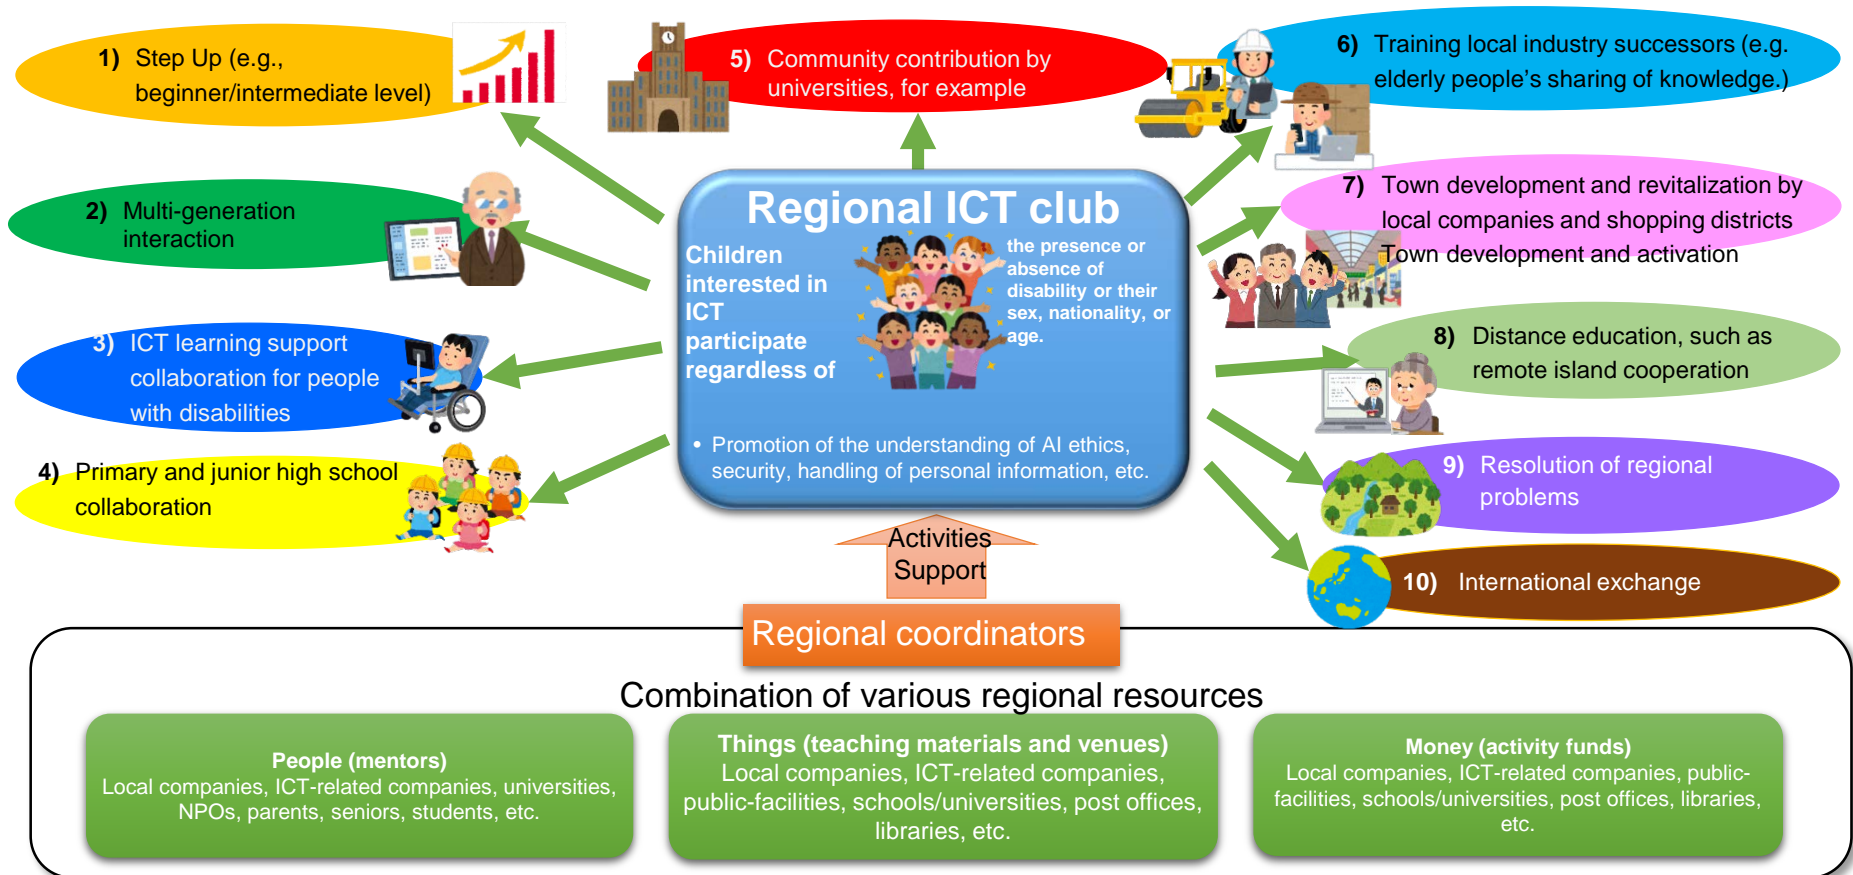 1) Step Up (e.g.,
beginner/intermediate level)
2) Multi-generation
interaction
3) ICT learning support
collaboration for people
with disabilities
4) Primary and junior high school
collaboration
5) Community contribution by
universities, for example
6) Training local industry successors (e.g.
elderly people's sharing of knowledge.)
7) Town development and revitalization by
local companies and shopping districts
Town development and activation
8) Distance education, such as
remote island cooperation
9) Resolution of regional
problems
10) International exchange
Regional ICT club
Children
interested in
ICT
participate
regardless of
the presence or
absence of
disability or their
sex, nationality, or
age.
• Promotion of the understanding of AI ethics,
security, handling of personal information, etc.
Activities
Support
Regional coordinators
Combination of various regional resources
People (mentors)
Local companies, ICT-related companies, universities,
NPOs, parents, seniors, students, etc.
Things (teaching materials and venues)
Local companies, ICT-related companies,
public-facilities, schools/universities, post offices,
libraries, etc.
Money (activity funds)
Local companies, ICT-related companies, public-
facilities, schools/universities, post offices, libraries,
etc.